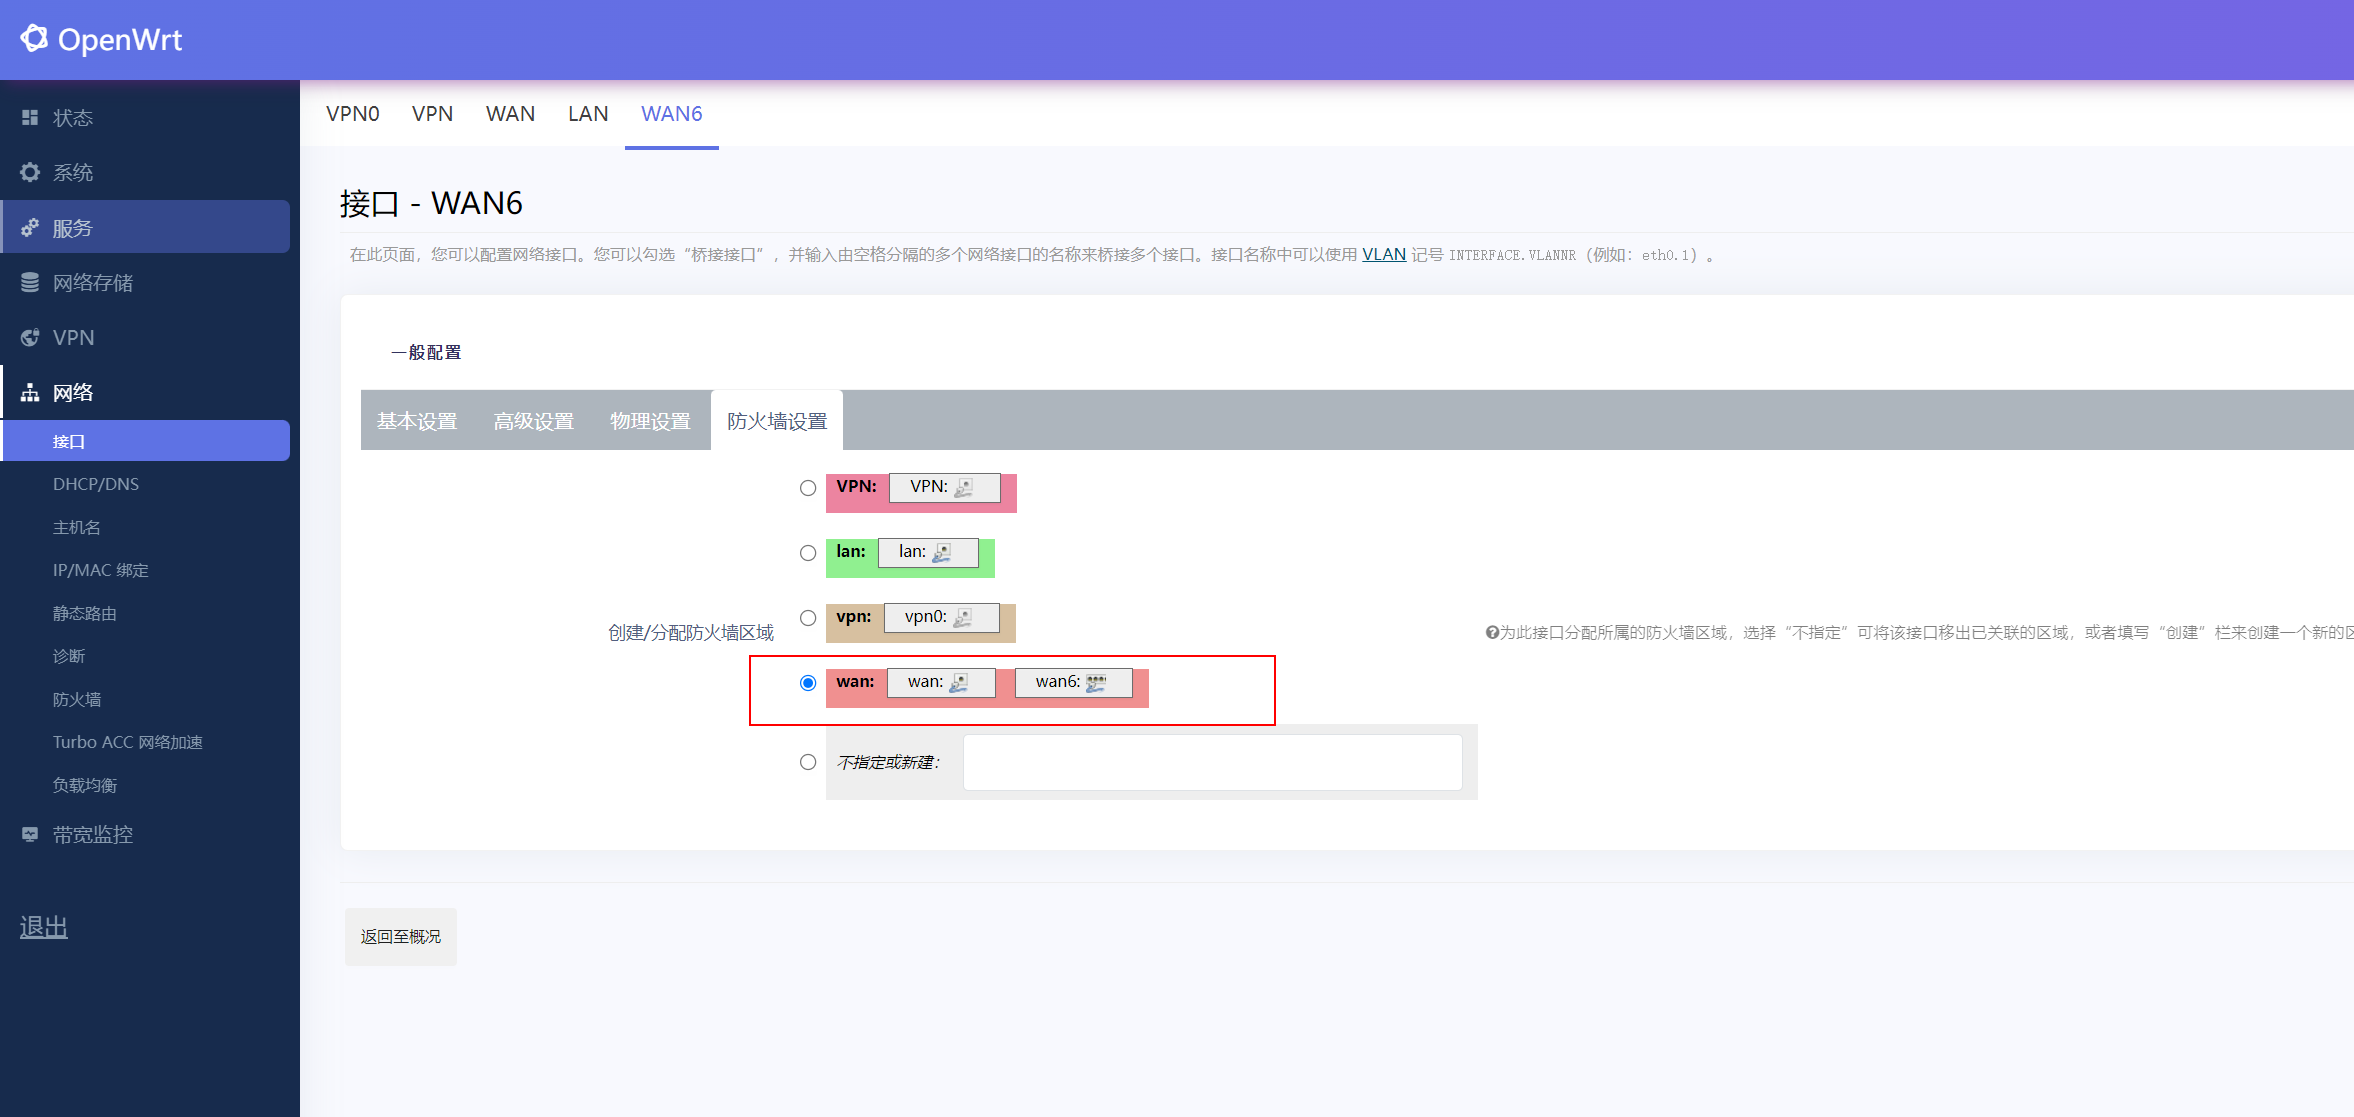 OpenWrt
状态
系统
服务
网络存储
VPN
网络
接口
DHCP/DNS
主机名
IP/MAC 绑定
静态路由
诊断
防火墙
Turbo ACC 网络加速
负载均衡
带宽监控
退出
VPN0 VPN WAN LAN WAN6
接口 - WAN6
在此页面，您可以配置网络接口。您可以勾选“桥接接口”，并输入由空格分隔的多个网络接口的名称来桥接多个接口。接口名称中可以使用 VLAN 记号 INTERFACE.VLANNR（例如：eth0.1）。
一般配置
基本设置 高级设置 物理设置 防火墙设置
创建/分配防火墙区域
VPN: VPN:
lan: lan:
vpn: vpn0:
wan: wan: wan6:
不指定或新建：
为此接口分配所属的防火墙区域，选择“不指定”可将该接口移出已关联的区域，或者填写“创建”栏来创建一个新的
返回至概况